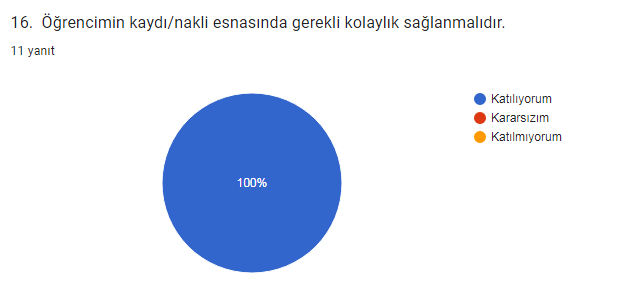 16. Öğrencimin kaydı/nakli esnasında gerekli kolaylık sağlanmalıdır.
11 yanıt
Katılıyorum
Kararsızım
Katılmıyorum
100%